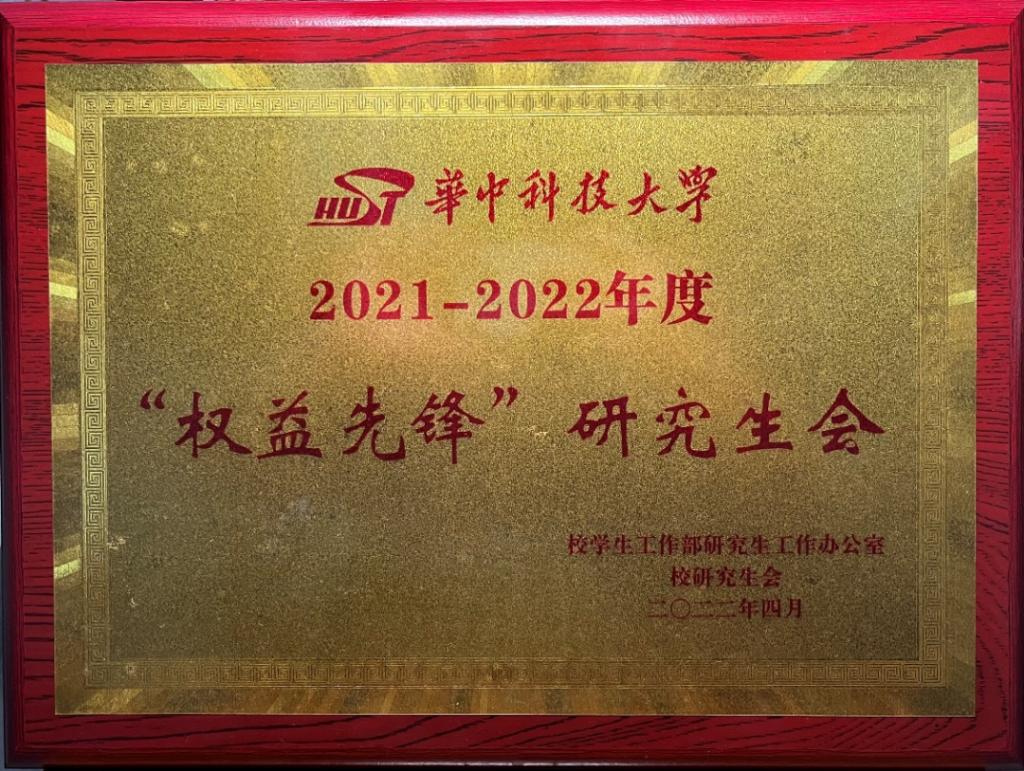 HUST 華中科技大学
2021-2022年度
“权益先锋”研究生会
校学生工作部研究生工作办公室
校研究生会
二〇二二年四月